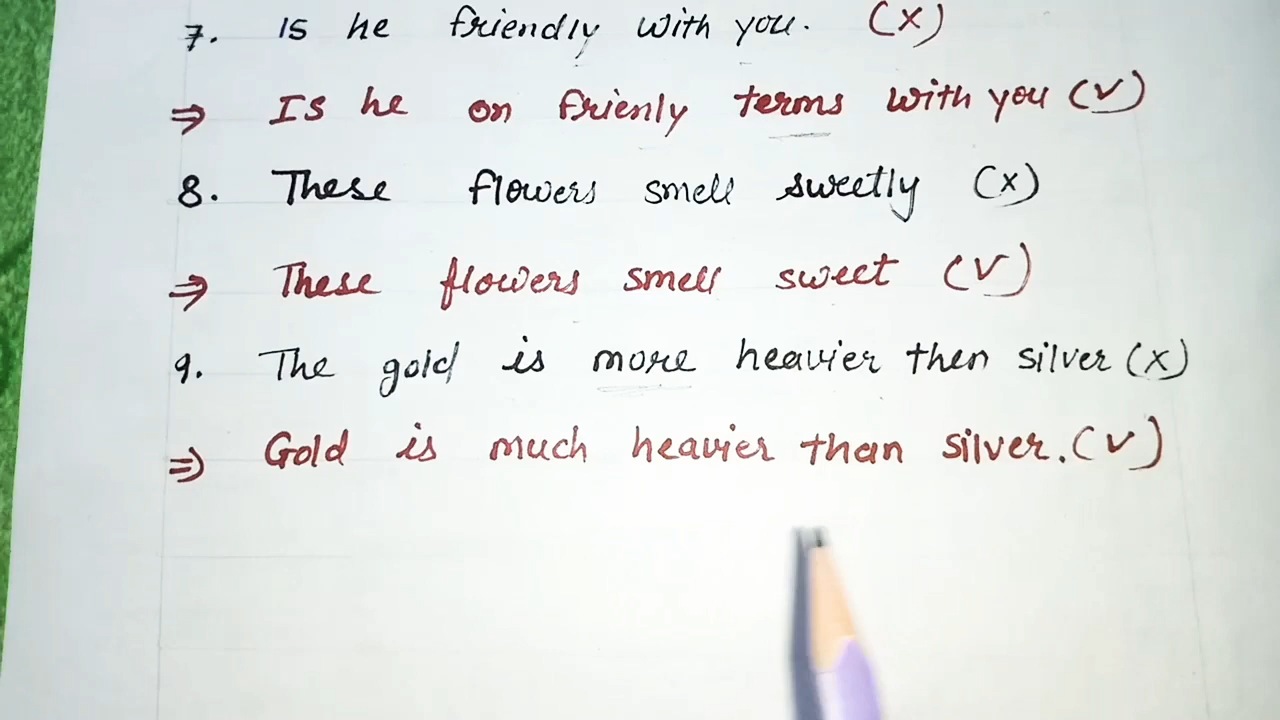 7. Is he friendly with you. (X)
⇒ Is he on frienly terms with you (✓)
8. These flowers smell sweetly (X)
⇒ These flowers smell sweet (✓)
9. The gold is more heavier then silver (X)
⇒ Gold is much heavier than silver. (✓)